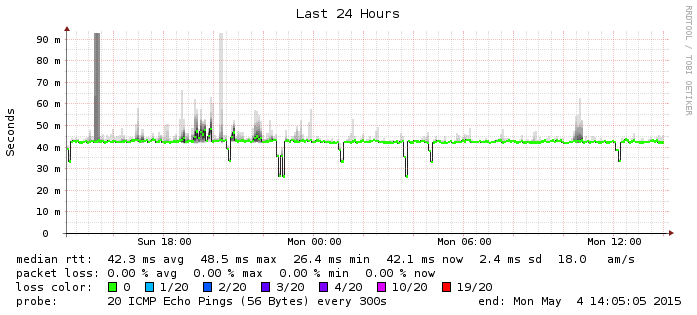 Last 24 Hours
RRDTOOL / TOBI OETIKER
Seconds
90 m
80 m
70 m
60 m
50 m
40 m
30 m
20 m
10 m
0
Sun 18:00 Mon 00:00 Mon 06:00 Mon 12:00
median rtt: 42.3 ms avg 48.5 ms max 26.4 ms min 42.1 ms now 2.4 ms sd 18.0 am/s
packet loss: 0.00 % avg 0.00 % max 0.00 % min 0.00 % now
loss color: 0 1/20 2/20 3/20 4/20 10/20 19/20
probe: 20 ICMP Echo Pings (56 Bytes) every 300s end: Mon May 4 14:05:05 2015